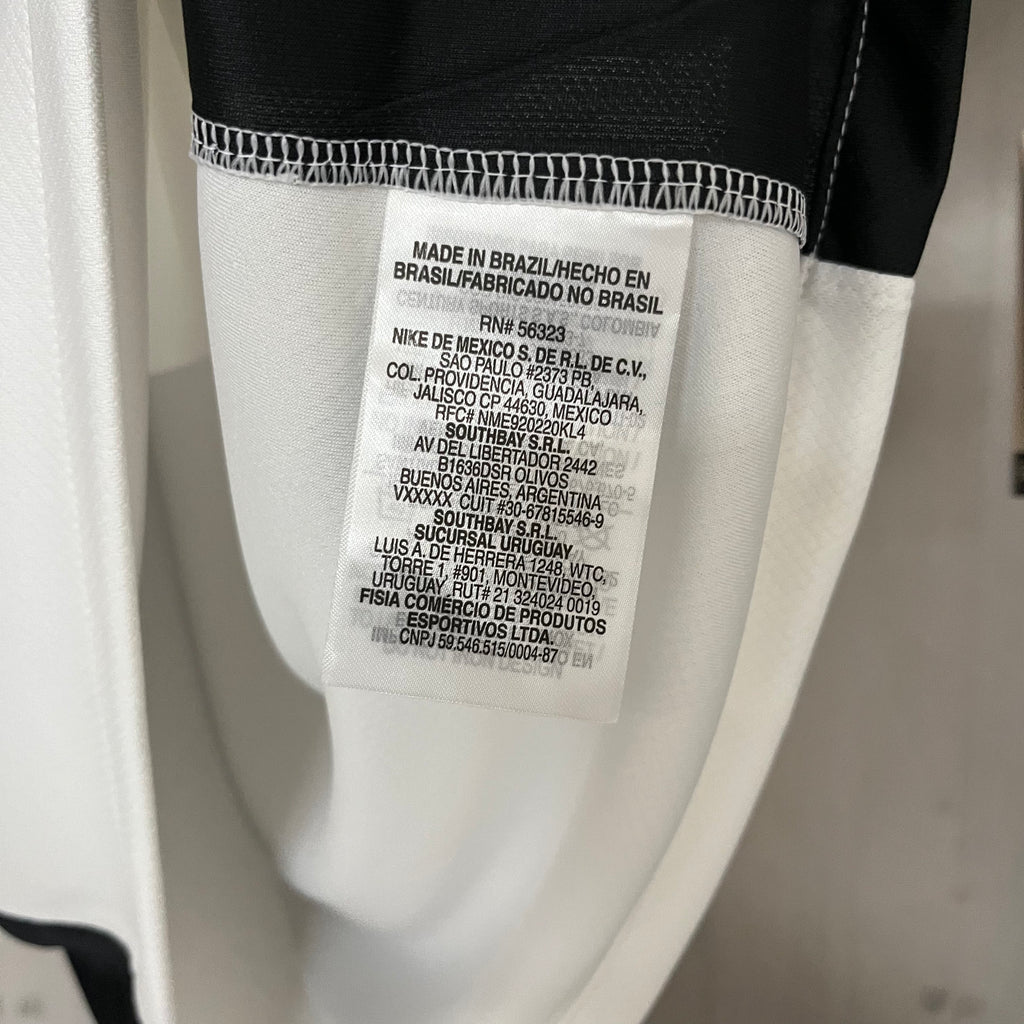 MADE IN BRAZIL/HECHO EN
BRASIL/FABRICADO NO BRASIL
RN# 56323
NIKE DE MEXICO S. DE R.L. DE C.V.,
SAO PAULO #2373 PB,
COL. PROVIDENCIA, GUADALAJARA,
JALISCO CP 44630, MEXICO
RFC# NME920220KL4
SOUTHBAY S.R.L.
AV DEL LIBERTADOR 2442
B1636DSR OLIVOS
BUENOS AIRES, ARGENTINA
VXXXXX CUIT #30-67815546-9
SOUTHBAY S.R.L.
SUCURSAL URUGUAY
LUIS A. DE HERRERA 1248, WTC,
TORRE 1, #901, MONTEVIDEO,
URUGUAY RUT# 21 324024 0019
FISIA COMÉRCIO DE PRODUTOS
ESPORTIVOS LTDA.
CNPJ 59.546.515/0004-87